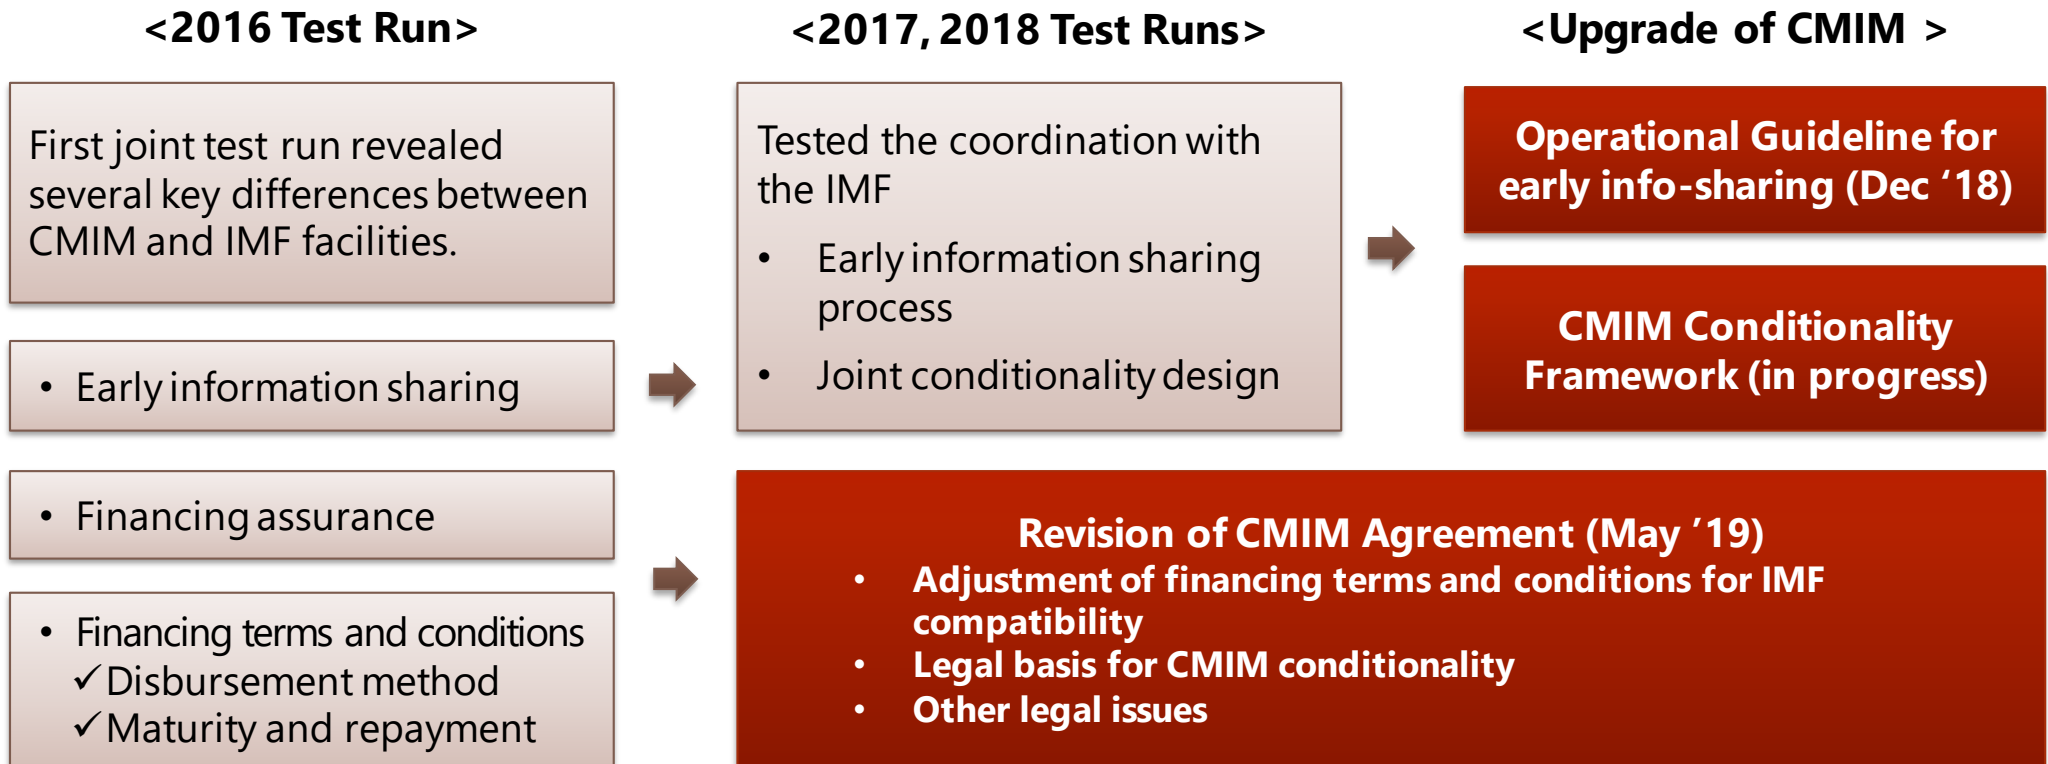 <2016 Test Run>
First joint test run revealed
several key differences between
CMIM and IMF facilities.
• Early information sharing
• Financing assurance
• Financing terms and conditions
✓Disbursement method
✓Maturity and repayment
<2017, 2018 Test Runs>
Tested the coordination with
the IMF
• Early information sharing
process
• Joint conditionality design
<Upgrade of CMIM >
Operational Guideline for
early info-sharing (Dec ‘18)
CMIM Conditionality
Framework (in progress)
Revision of CMIM Agreement (May ’19)
• Adjustment of financing terms and conditions for IMF
compatibility
• Legal basis for CMIM conditionality
• Other legal issues